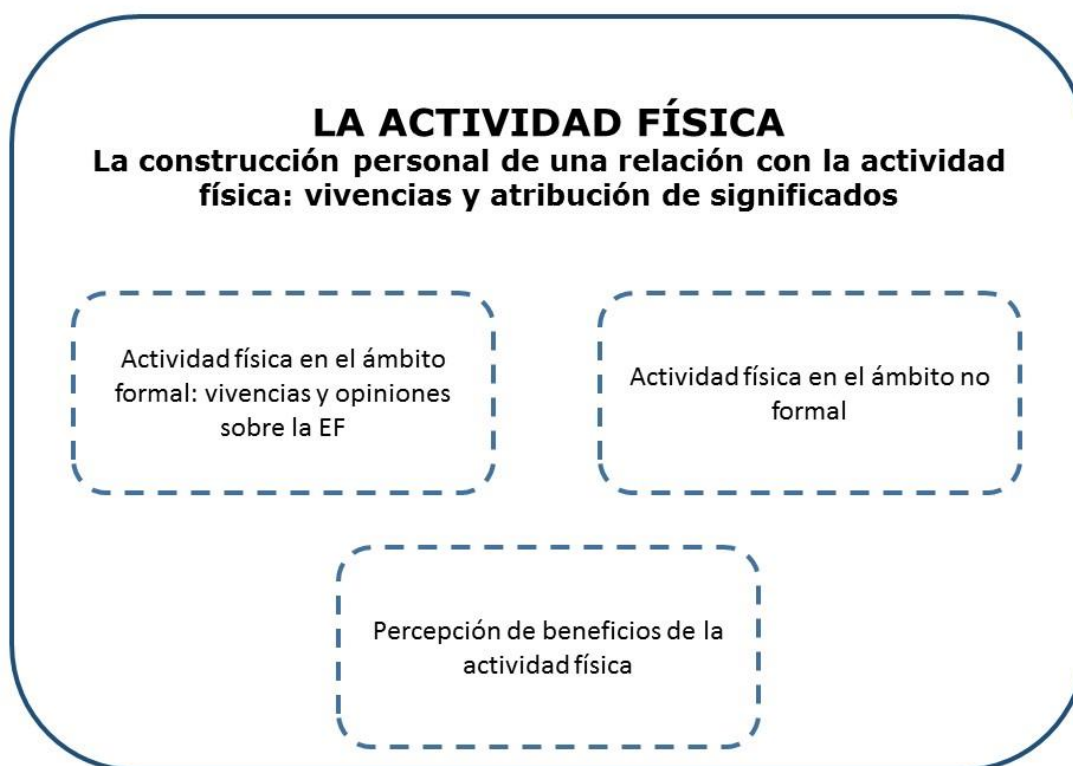 LA ACTIVIDAD FÍSICA
La construcción personal de una relación con la actividad
física: vivencias y atribución de significados
Actividad física en el ámbito
formal: vivencias y opiniones
sobre la EF
Actividad física en el ámbito no
formal
Percepción de beneficios de la
actividad física